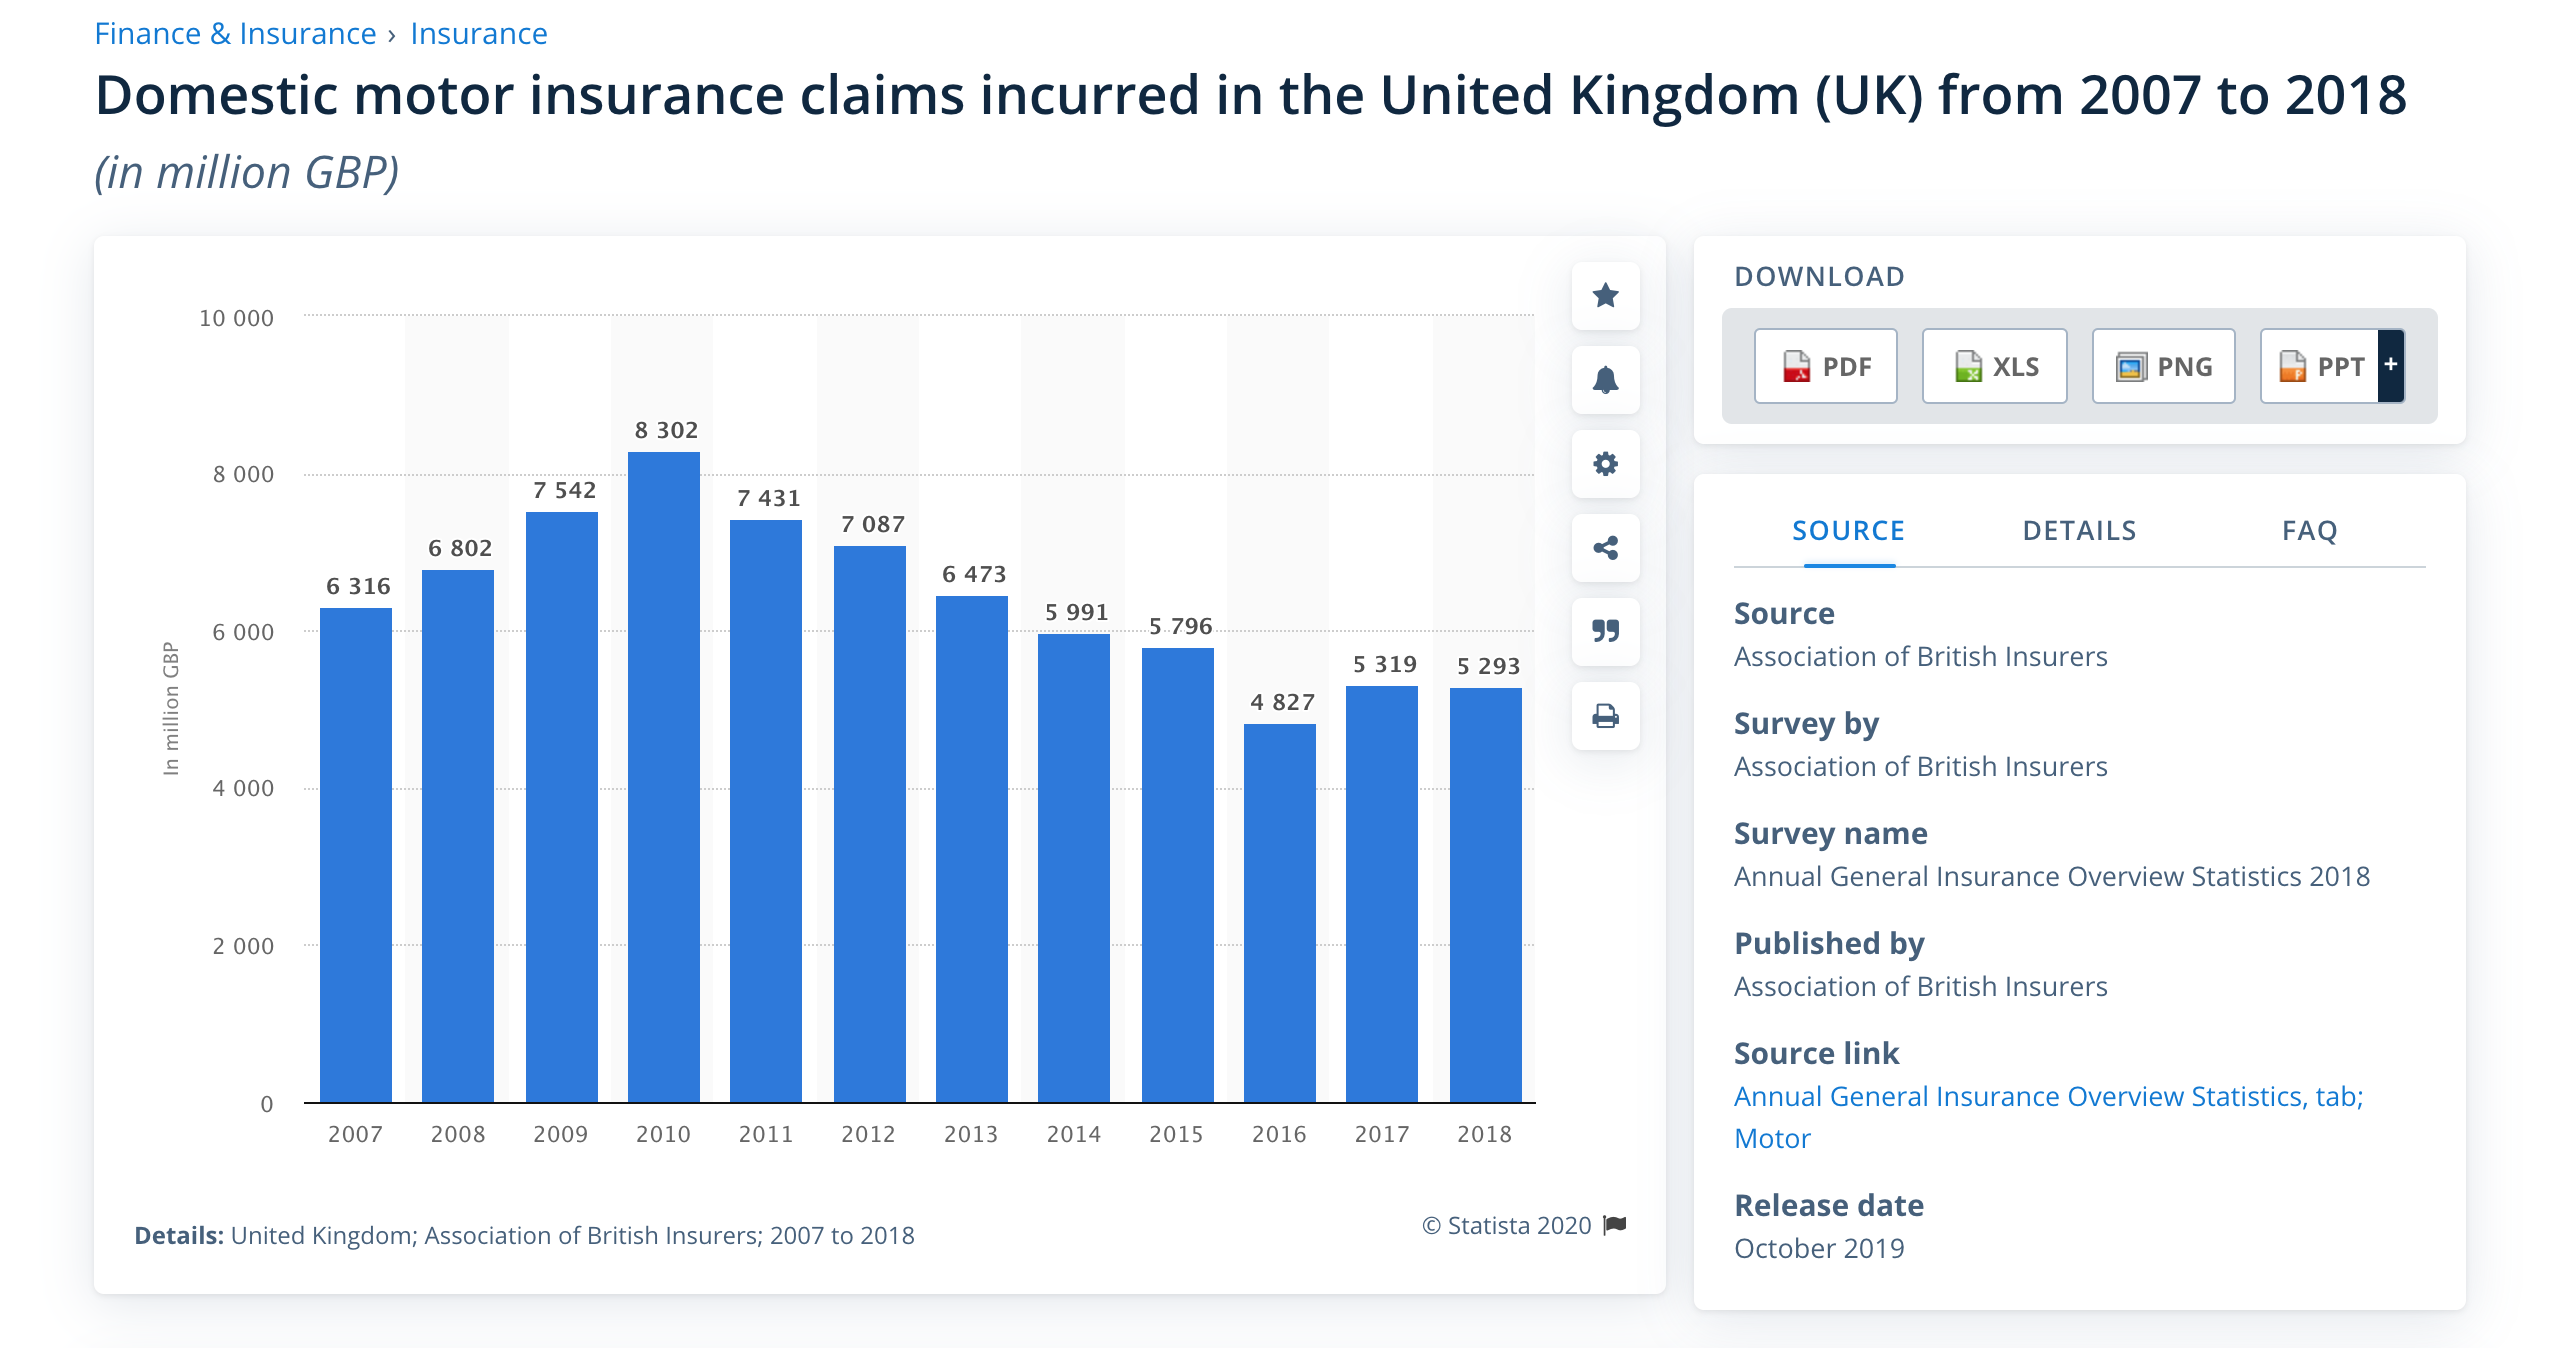 Finance & Insurance › Insurance
Domestic motor insurance claims incurred in the United Kingdom (UK) from 2007 to 2018
(in million GBP)
In million GBP
10 000
8 000
6 000
4 000
2 000
0
6 316
6 802
7 542
8 302
7 431
7 087
6 473
5 991
5 796
4 827
5 319
5 293
2007
2008
2009
2010
2011
2012
2013
2014
2015
2016
2017
2018
Details: United Kingdom; Association of British Insurers; 2007 to 2018
© Statista 2020
DOWNLOAD
PDF
XLS
PNG
PPT +
SOURCE DETAILS FAQ
Source
Association of British Insurers
Survey by
Association of British Insurers
Survey name
Annual General Insurance Overview Statistics 2018
Published by
Association of British Insurers
Source link
Annual General Insurance Overview Statistics, tab;
Motor
Release date
October 2019